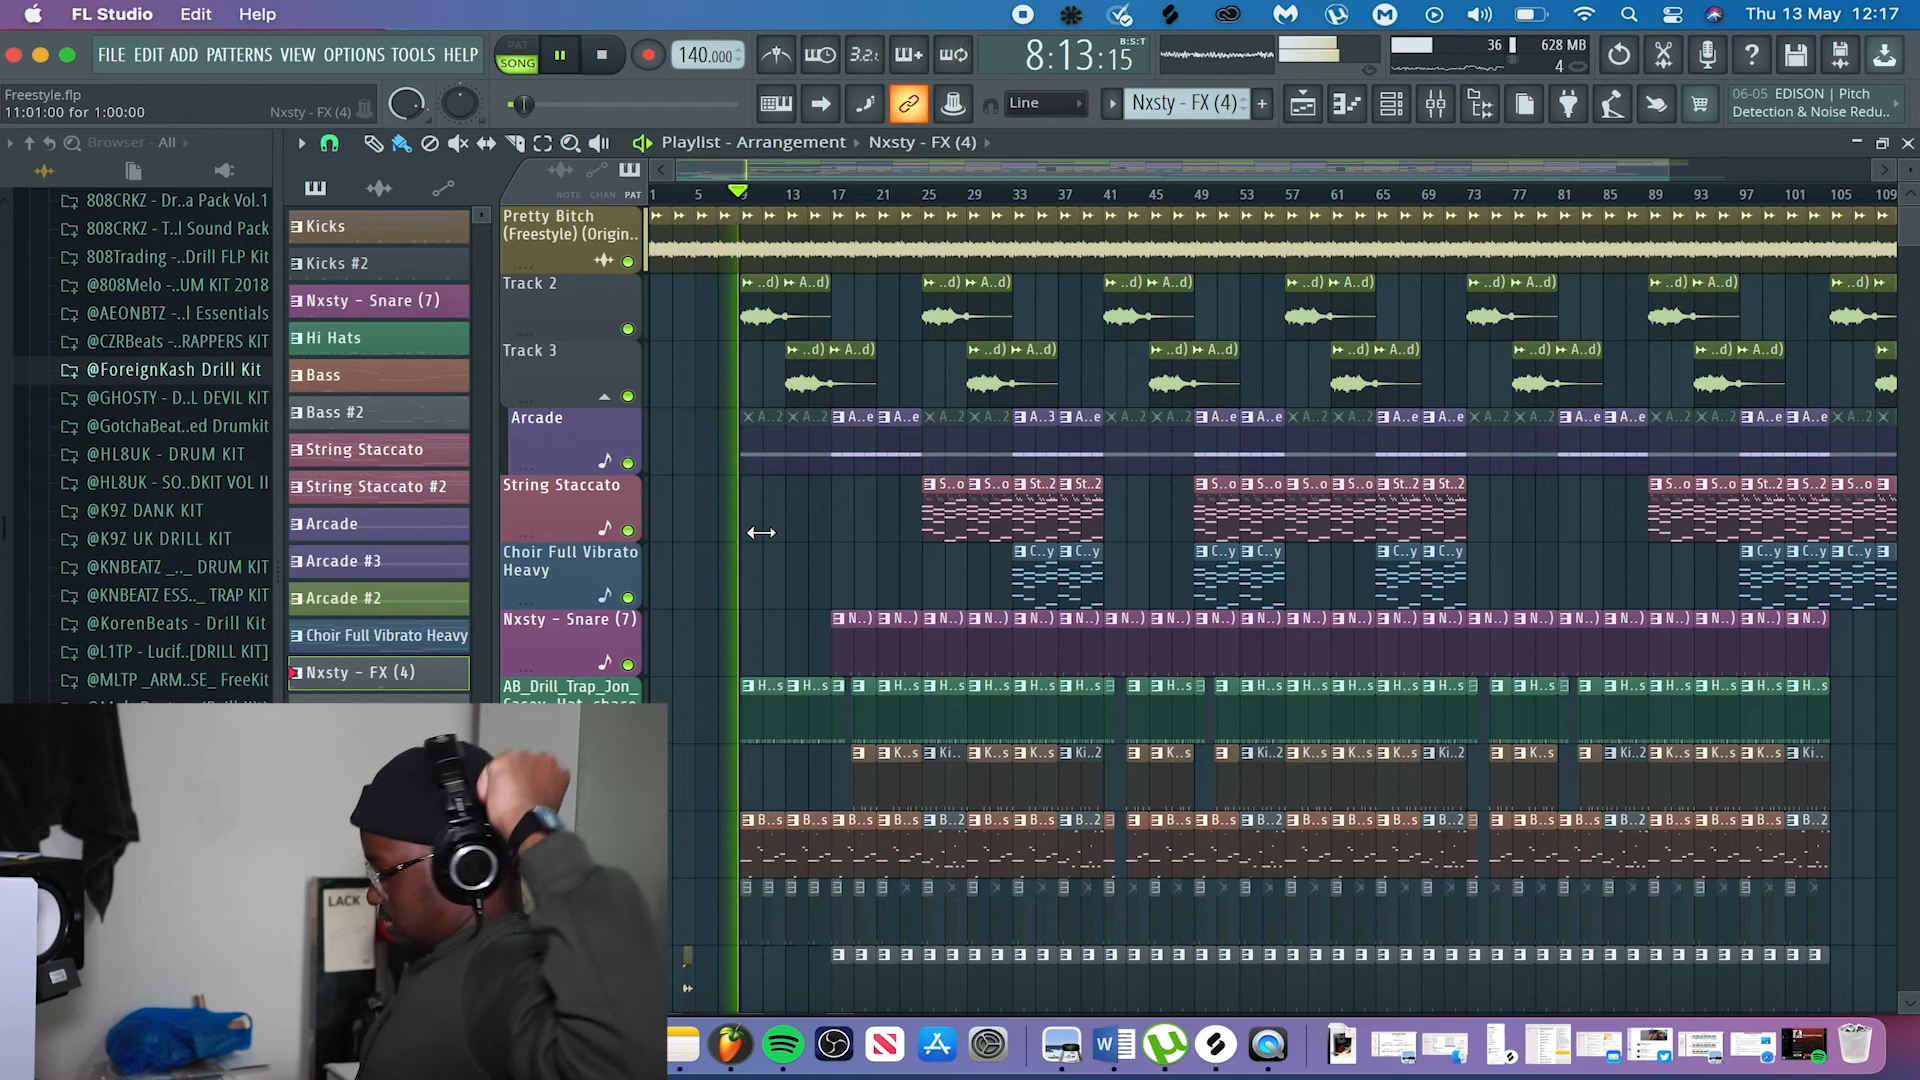 FL Studio Edit Help
Thu 13 May 12:17
FILE EDIT ADD PATTERNS VIEW OPTIONS TOOLS HELP
PAT
SONG
140.000
3.2.
8:13:15
B:S:T
36
628 MB
4
Freestyle.flp
11:01:00 for 1:00:00
Nxsty - FX (4)
Line
Nxsty - FX (4)
06-05 EDISON | Pitch
Detection & Noise Redu..
Browser - All
Playlist - Arrangement
Nxsty - FX (4)
NOTE CHAN PAT
1 5 9 13 17 21 25 29 33 37 41 45 49 53 57 61 65 69 73 77 81 85 89 93 97 101 105 109
808CRKZ - Dr..a Pack Vol.1
808CRKZ - T..l Sound Pack
808Trading -..Drill FLP Kit
@808Melo -..UM KIT 2018
@AEONBTZ -..l Essentials
@CZRBeats -..RAPPERS KIT
@ForeignKash Drill Kit
@GHOSTY - D..L DEVIL KIT
@GotchaBeat..ed Drumkit
@HL8UK - DRUM KIT
@HL8UK - SO..DKIT VOL II
@K9Z DANK KIT
@K9Z UK DRILL KIT
@KNBEATZ _.._ DRUM KIT
@KNBEATZ ESS.._ TRAP KIT
@KorenBeats - Drill Kit
@L1TP - Lucif..[DRILL KIT]
@MLTP _ARM..SE_ FreeKit
Kicks
Kicks #2
Nxsty - Snare (7)
Hi Hats
Bass
Bass #2
String Staccato
String Staccato #2
Arcade
Arcade #3
Arcade #2
Choir Full Vibrato Heavy
Nxsty - FX (4)
Pretty Bitch
(Freestyle) (Origin..
Track 2
Track 3
Arcade
String Staccato
Choir Full Vibrato
Heavy
Nxsty - Snare (7)
AB_Drill_Trap_Jon_
LACK